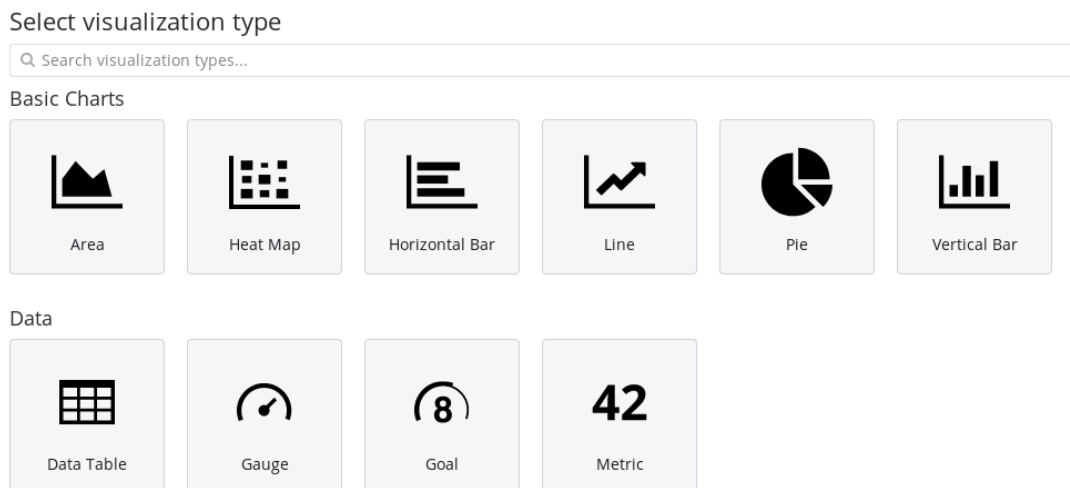 Select visualization type
Search visualization types...
Basic Charts
Area Heat Map Horizontal Bar Line Pie Vertical Bar
Data
8 42
Data Table Gauge Goal Metric